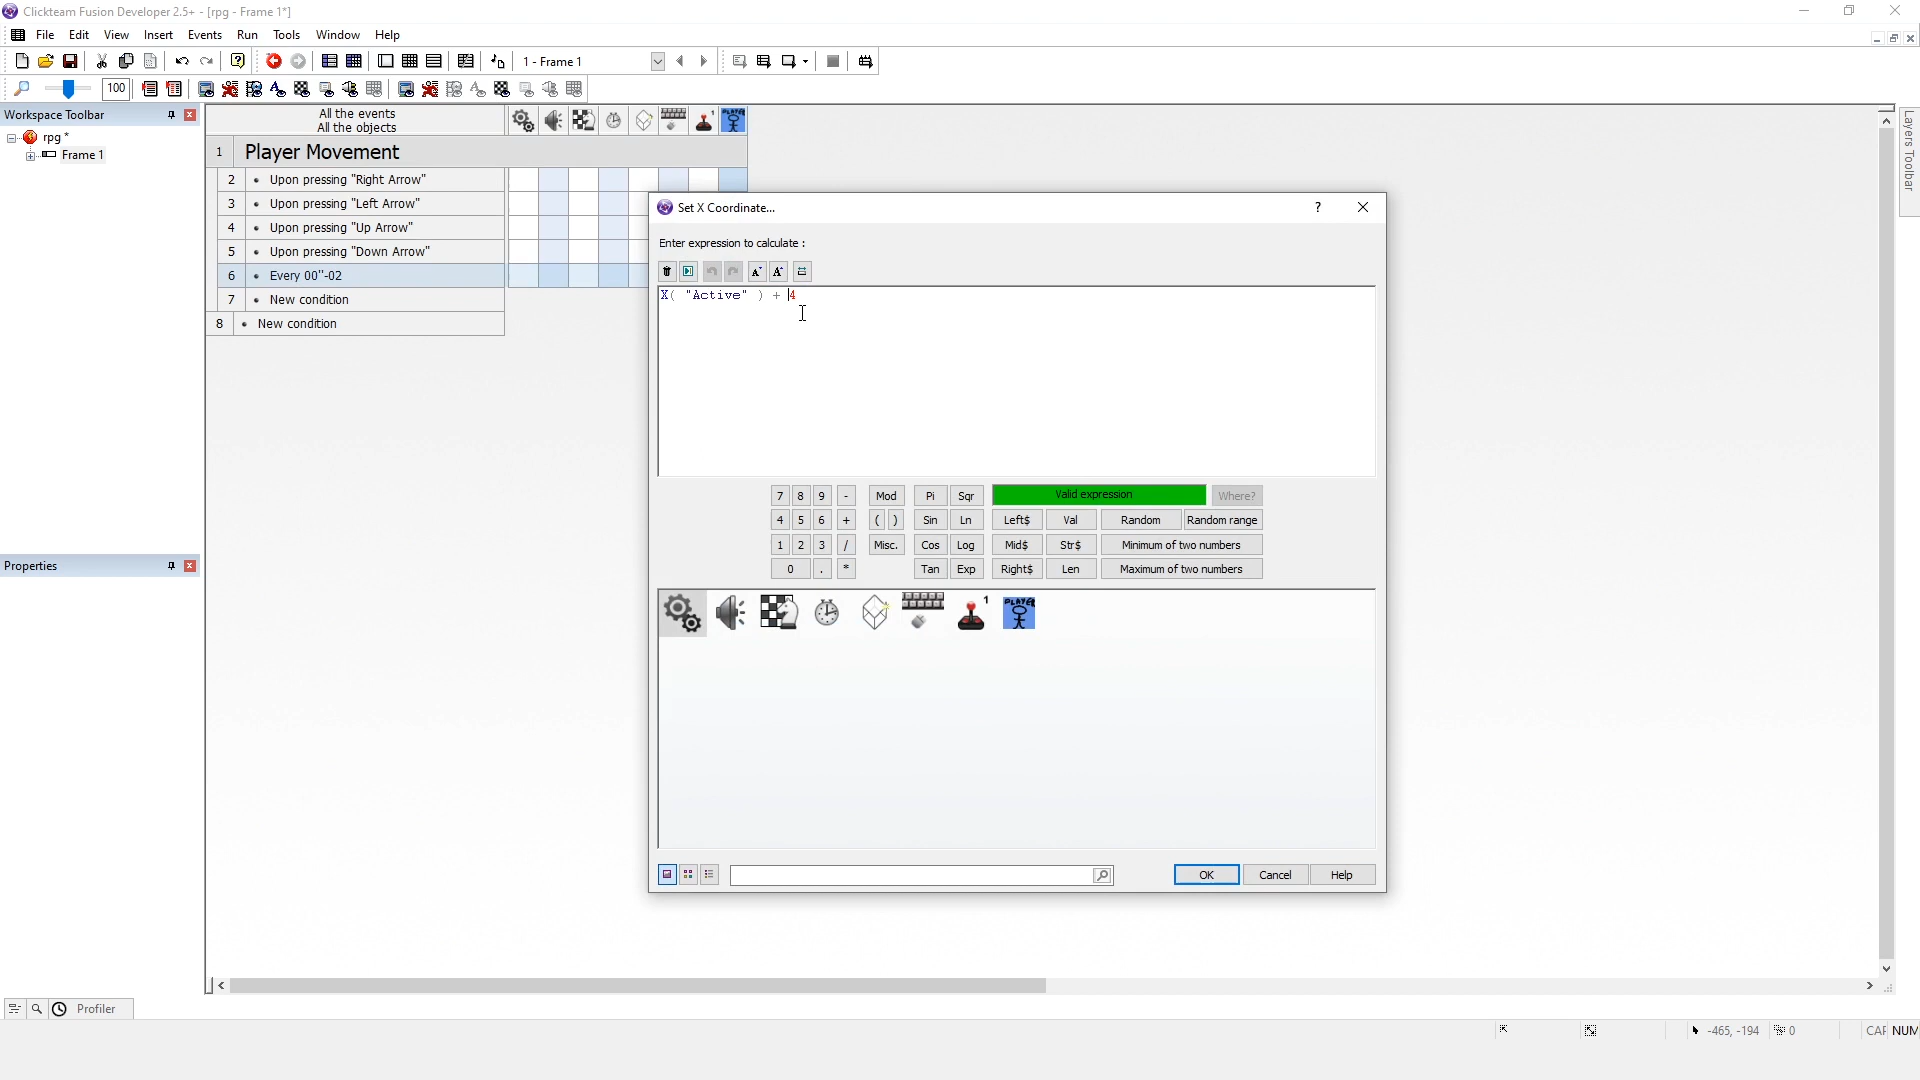 Clickteam Fusion Developer 2.5+ - [rpg - Frame 1*]
File Edit View Insert Events Run Tools Window Help
1 - Frame 1
100
Workspace Toolbar
rpg *
Frame 1
All the events
All the objects
1 Player Movement
2 • Upon pressing "Right Arrow"
3 • Upon pressing "Left Arrow"
4 • Upon pressing "Up Arrow"
5 • Upon pressing "Down Arrow"
6 • Every 00"-02
7 • New condition
8 • New condition
1
PLAYER
Layers Toolbar
Set X Coordinate...
?
Enter expression to calculate :
X( "Active" ) + 4
7 8 9 - Mod Pi Sqr Valid expression Where?
4 5 6 + ( ) Sin Ln Left$ Val Random Random range
1 2 3 / Misc. Cos Log Mid$ Str$ Minimum of two numbers
0 . * Tan Exp Right$ Len Maximum of two numbers
1
PLAYER
OK Cancel Help
Properties
Profiler
-465, -194 0 CAP NUM